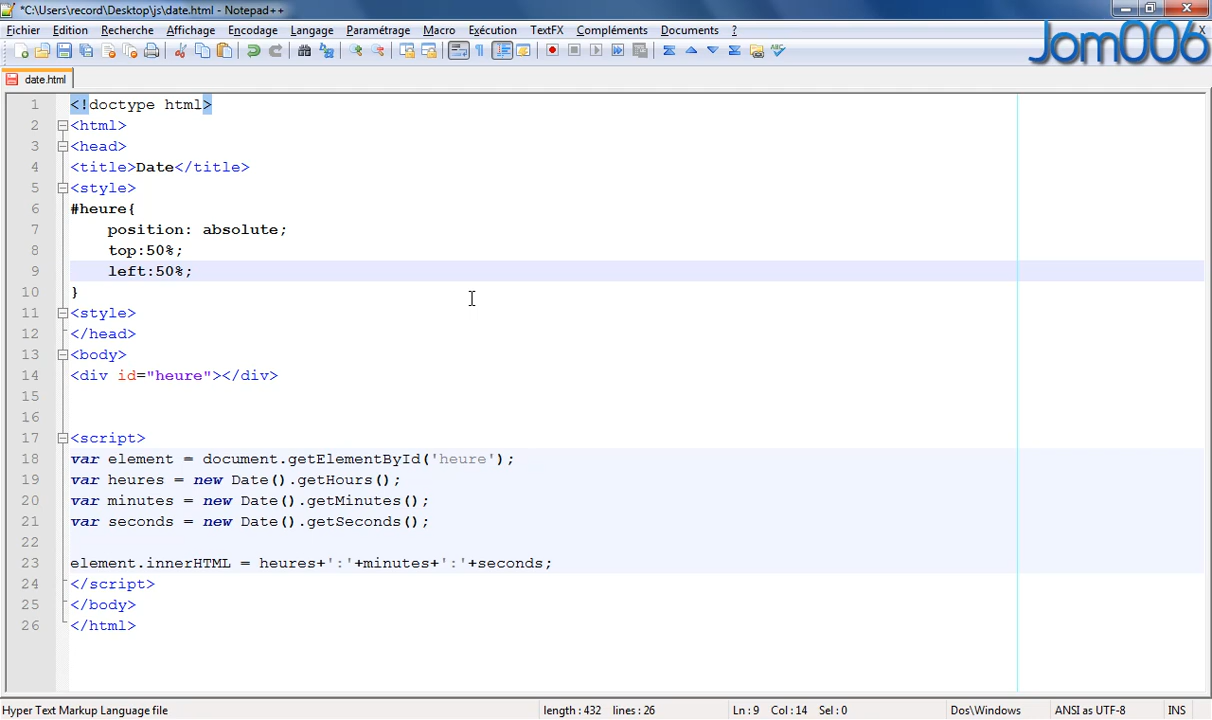 *C:\Users\record\Desktop\js\date.html - Notepad++
Jom006
Fichier Edition Recherche Affichage Encodage Langage Paramétrage Macro Exécution TextFX Compléments Documents ? X
date.html
1 <!doctype html>
2 <html>
3 <head>
4 <title>Date</title>
5 <style>
6 #heure{
7 position: absolute;
8 top:50%;
9 left:50%;
10 }
11 <style>
12 </head>
13 <body>
14 <div id="heure"></div>
15
16
17 <script>
18 var element = document.getElementById('heure');
19 var heures = new Date().getHours();
20 var minutes = new Date().getMinutes();
21 var seconds = new Date().getSeconds();
22
23 element.innerHTML = heures+':'+minutes+':'+seconds;
24 </script>
25 </body>
26 </html>
Hyper Text Markup Language file length : 432 lines : 26 Ln : 9 Col : 14 Sel : 0 Dos\Windows ANSI as UTF-8 INS